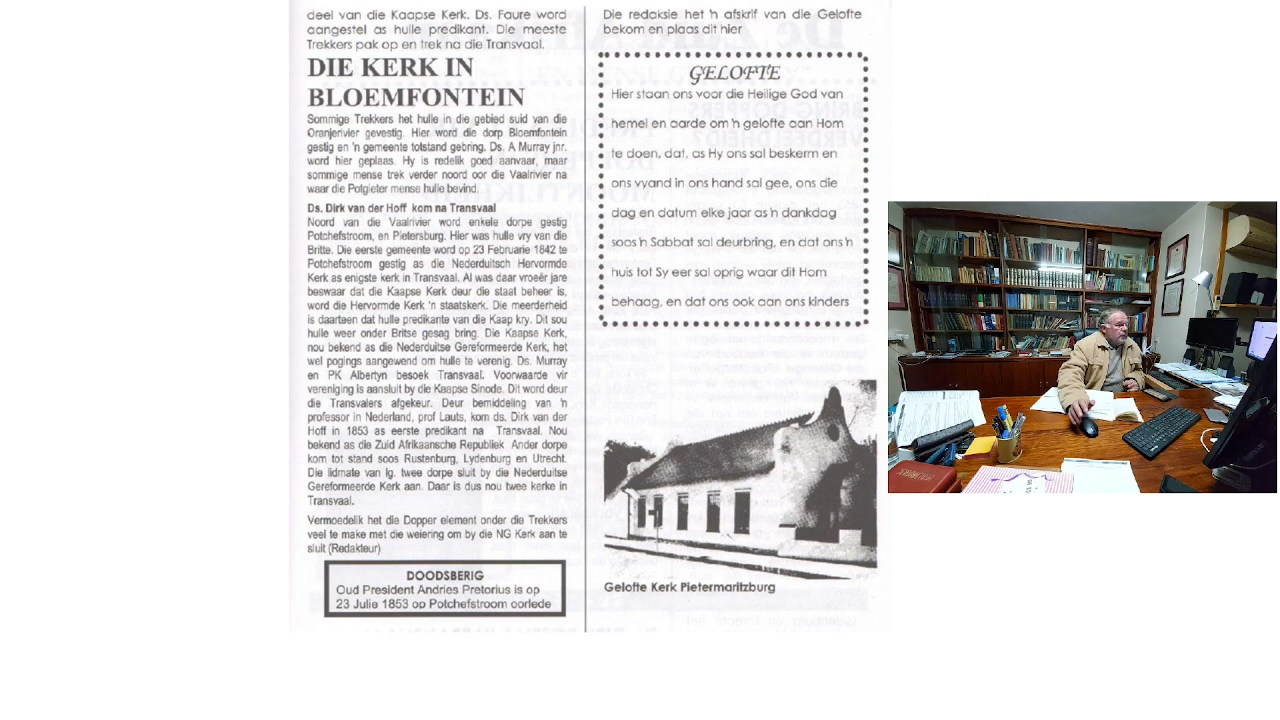 deel van die Kaapse Kerk. Ds. Faure word
aangestel as hulle predikant. Die meeste
Trekkers pak op en trek na die Transvaal.
DIE KERK IN
BLOEMFONTEIN
Sommige Trekkers het hulle in die gebied suid van die
Oranjerivier gevestig. Hier word die dorp Bloemfontein
gestig en 'n gemeente totstand gebring. Ds. A Murray jnr.
word hier geplaas. Hy is redelik goed aanvaar, maar
sommige mense trek verder noord oor die Vaalrivier na
waar die Potgieter mense hulle bevind.
Ds. Dirk van der Hoff kom na Transvaal
Noord van die Vaalrivier word enkele dorpe gestig
Potchefstroom, en Pietersburg. Hier was hulle vry van die
Britte. Die eerste gemeente word op 23 Februarie 1842 te
Potchefstroom gestig as die Nederduitsch Hervormde
Kerk as enigste kerk in Transvaal. Al was daar vroeër jare
beswaar dat die Kaapse Kerk deur die staat beheer is,
word die Hervormde Kerk 'n staatskerk. Die meerderheid
is daarteen dat hulle predikante van die Kaap kry. Dit sou
hulle weer onder Britse gesag bring. Die Kaapse Kerk,
nou bekend as die Nederduitse Gereformeerde Kerk, het
wel pogings aangewend om hulle te verenig. Ds. Murray
en PK Albertyn besoek Transvaal. Voorwaarde vir
vereniging is aansluit by die Kaapse Sinode. Dit word deur
die Transvalers afgekeur. Deur bemiddeling van 'n
professor in Nederland, prof Lauts, kom ds. Dirk van der
Hoff in 1853 as eerste predikant na Transvaal. Nou
bekend as die Zuid Afrikaansche Republiek Ander dorpe
kom tot stand soos Rustenburg, Lydenburg en Utrecht.
Die lidmate van lg. twee dorpe sluit by die Nederduitse
Gereformeerde Kerk aan. Daar is dus nou twee kerke in
Transvaal.
Vermoedelik het die Dopper element onder die Trekkers
veel te make met die weiering om by die NG Kerk aan te
sluit (Redakteur)
DOODSBERIG
Oud President Andries Pretorius is op
23 Julie 1853 op Potchefstroom oorlede
Die redaksie het 'n afskrif van die Gelofte
bekom en plaas dit hier
GELOFTE
Hier staan ons voor die Heilige God van
hemel en aarde om 'n gelofte aan Hom
te doen, dat, as Hy ons sal beskerm en
ons vyand in ons hand sal gee, ons die
dag en datum elke jaar as 'n dankdag
soos 'n Sabbat sal deurbring, en dat ons 'n
huis tot Sy eer sal oprig waar dit Hom
behaag, en dat ons ook aan ons kinders
Gelofte Kerk Pietermaritzburg